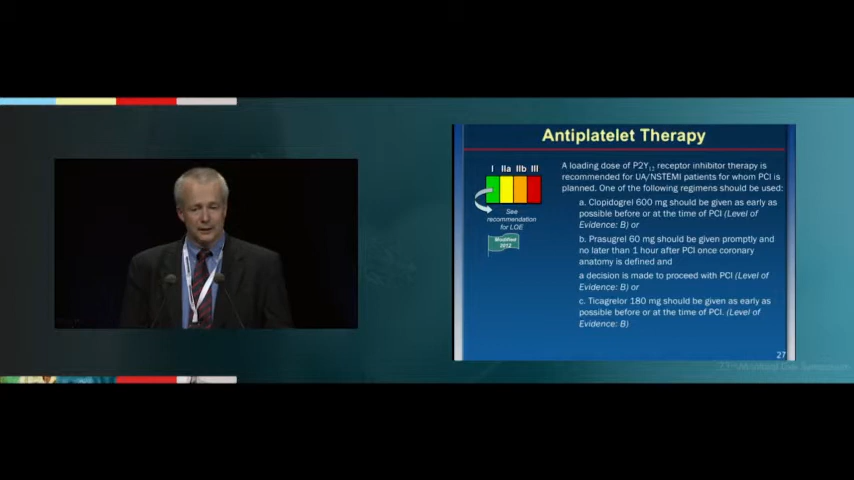 Antiplatelet Therapy
I IIa IIb III
See
recommendation
for LOE
Modified
2012
A loading dose of P2Y12 receptor inhibitor therapy is
recommended for UA/NSTEMI patients for whom PCI is
planned. One of the following regimens should be used:
a. Clopidogrel 600 mg should be given as early as
possible before or at the time of PCI (Level of
Evidence: B) or
b. Prasugrel 60 mg should be given promptly and
no later than 1 hour after PCI once coronary
anatomy is defined and
a decision is made to proceed with PCI (Level of
Evidence: B) or
c. Ticagrelor 180 mg should be given as early as
possible before or at the time of PCI. (Level of
Evidence: B)
27